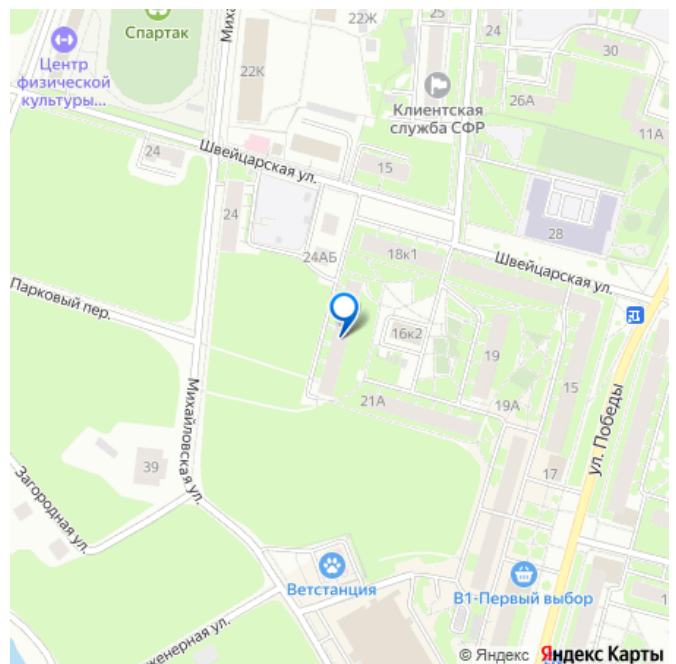 Спартак
Центр
физической
культуры...
22К
22Ж
25
24
30
26А
11А
Клиентская
служба СФР
24
Швейцарская ул.
15
24
28
24АБ
18к1
Швейцарская ул.
Парковый пер.
16к2
19
15
21А
19А
ул. Победы
Михайловская ул.
39
17
Загородная ул.
Ветстанция
В1-Первый выбор
© Яндекс Яндекс Карты